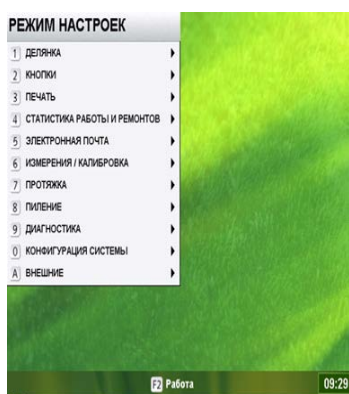 РЕЖИМ НАСТРОЕК
1 ДЕЛЯНКА
2 КНОПКИ
3 ПЕЧАТЬ
4 СТАТИСТИКА РАБОТЫ И РЕМОНТОВ
5 ЭЛЕКТРОННАЯ ПОЧТА
6 ИЗМЕРЕНИЯ / КАЛИБРОВКА
7 ПРОТЯЖКА
8 ПИЛЕНИЕ
9 ДИАГНОСТИКА
0 КОНФИГУРАЦИЯ СИСТЕМЫ
A ВНЕШНИЕ
F2 Работа 09:29